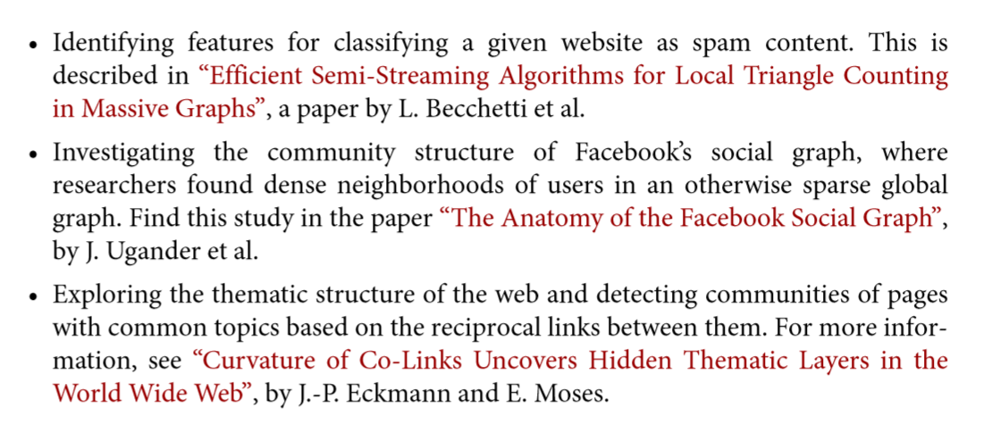 • Identifying features for classifying a given website as spam content. This is
described in “Efficient Semi-Streaming Algorithms for Local Triangle Counting
in Massive Graphs”, a paper by L. Becchetti et al.
• Investigating the community structure of Facebook’s social graph, where
researchers found dense neighborhoods of users in an otherwise sparse global
graph. Find this study in the paper “The Anatomy of the Facebook Social Graph”,
by J. Ugander et al.
• Exploring the thematic structure of the web and detecting communities of pages
with common topics based on the reciprocal links between them. For more infor-
mation, see “Curvature of Co-Links Uncovers Hidden Thematic Layers in the
World Wide Web”, by J.-P. Eckmann and E. Moses.